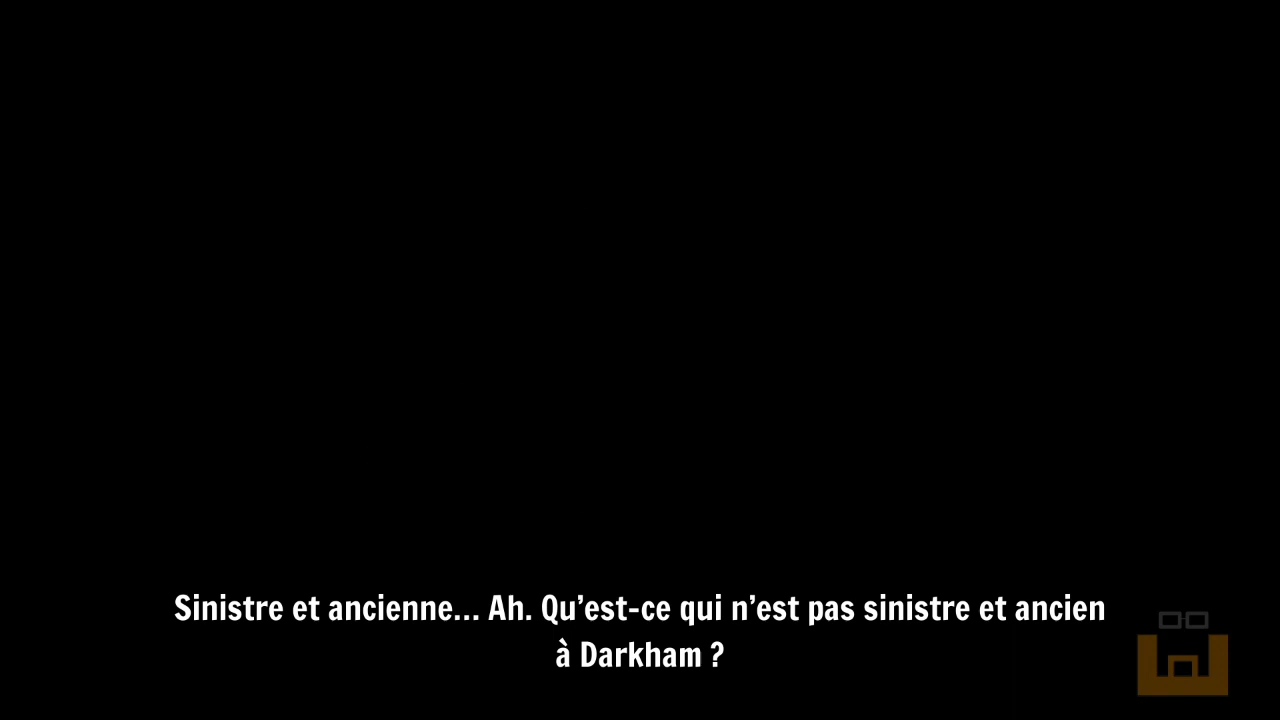 Sinistre et ancienne... Ah. Qu’est-ce qui n’est pas sinistre et ancien
à Darkham ?